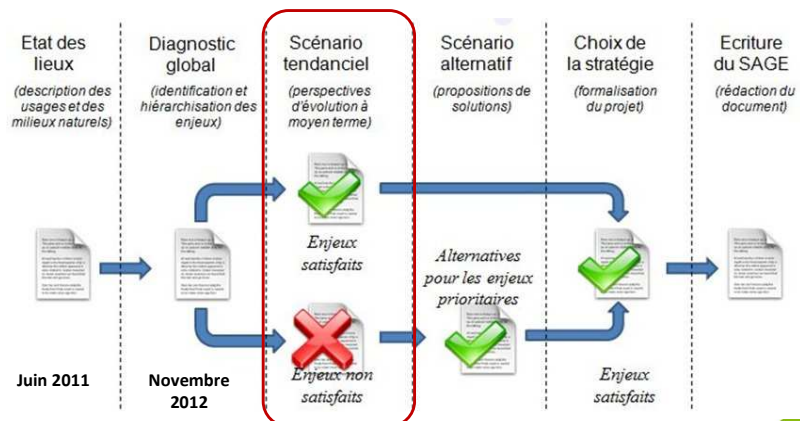 Etat des
lieux
(description des
usages et des
milieux naturels)
Diagnostic
global
(identification et
hiérarchisation des
enjeux)
Scénario
tendanciel
(perspectives
d'évolution à
moyen terme)
Scénario
alternatif
(propositions de
solutions)
Choix de
la stratégie
(formalisation
du projet)
Ecriture
du SAGE
(rédaction du
document)
Enjeux
satisfaits
Alternatives
pour les enjeux
prioritaires
Enjeux non
satisfaits
Enjeux
satisfaits
Juin 2011
Novembre
2012